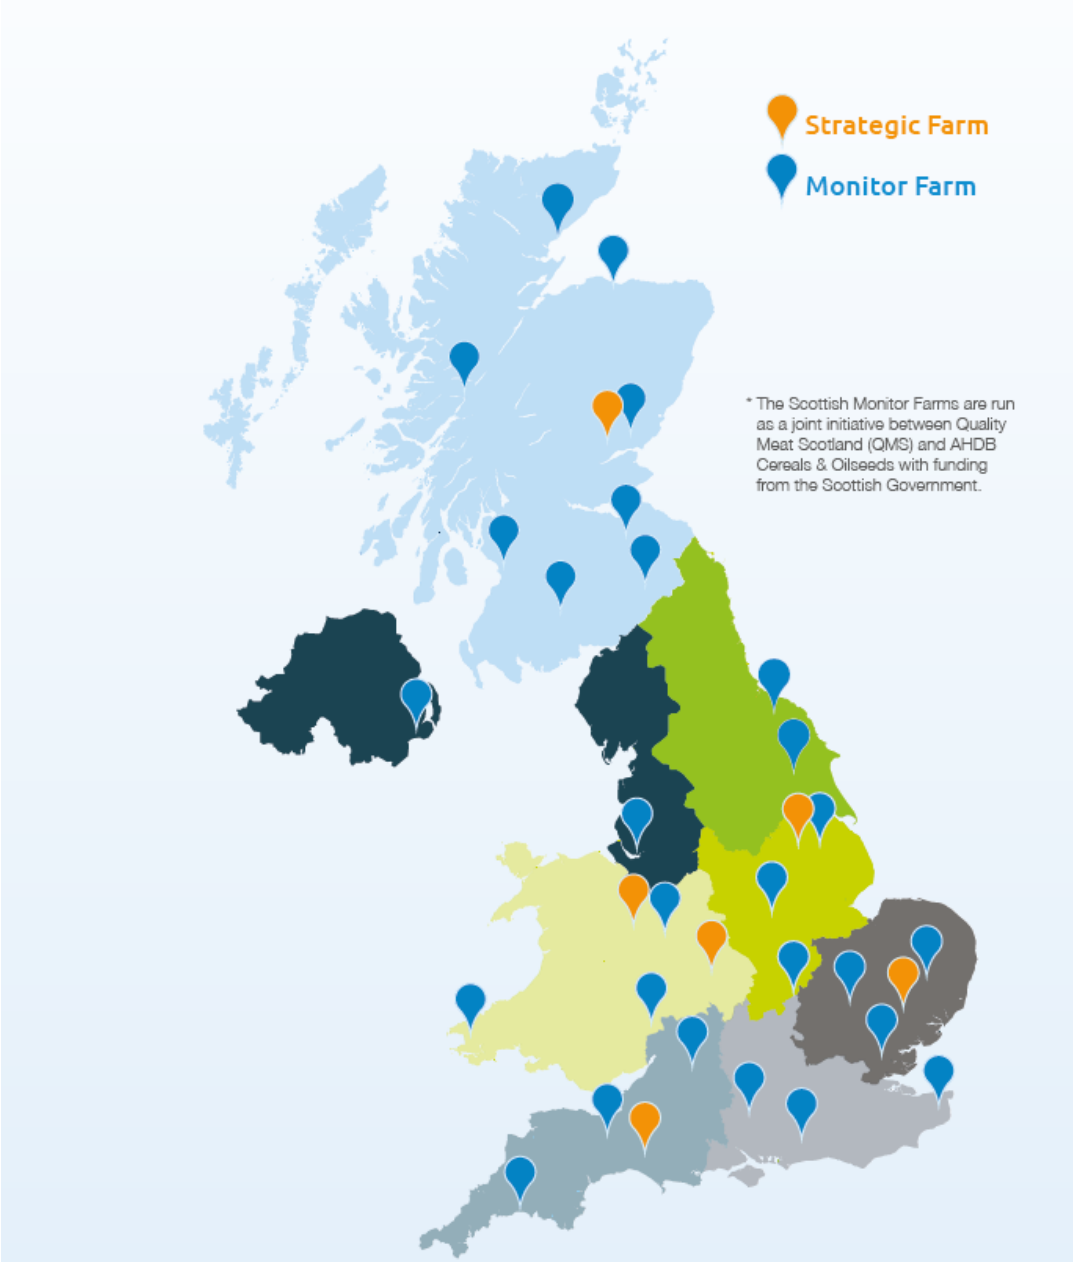 Strategic Farm
Monitor Farm
* The Scottish Monitor Farms are run
as a joint initiative between Quality
Meat Scotland (QMS) and AHDB
Cereals & Oilseeds with funding
from the Scottish Government.